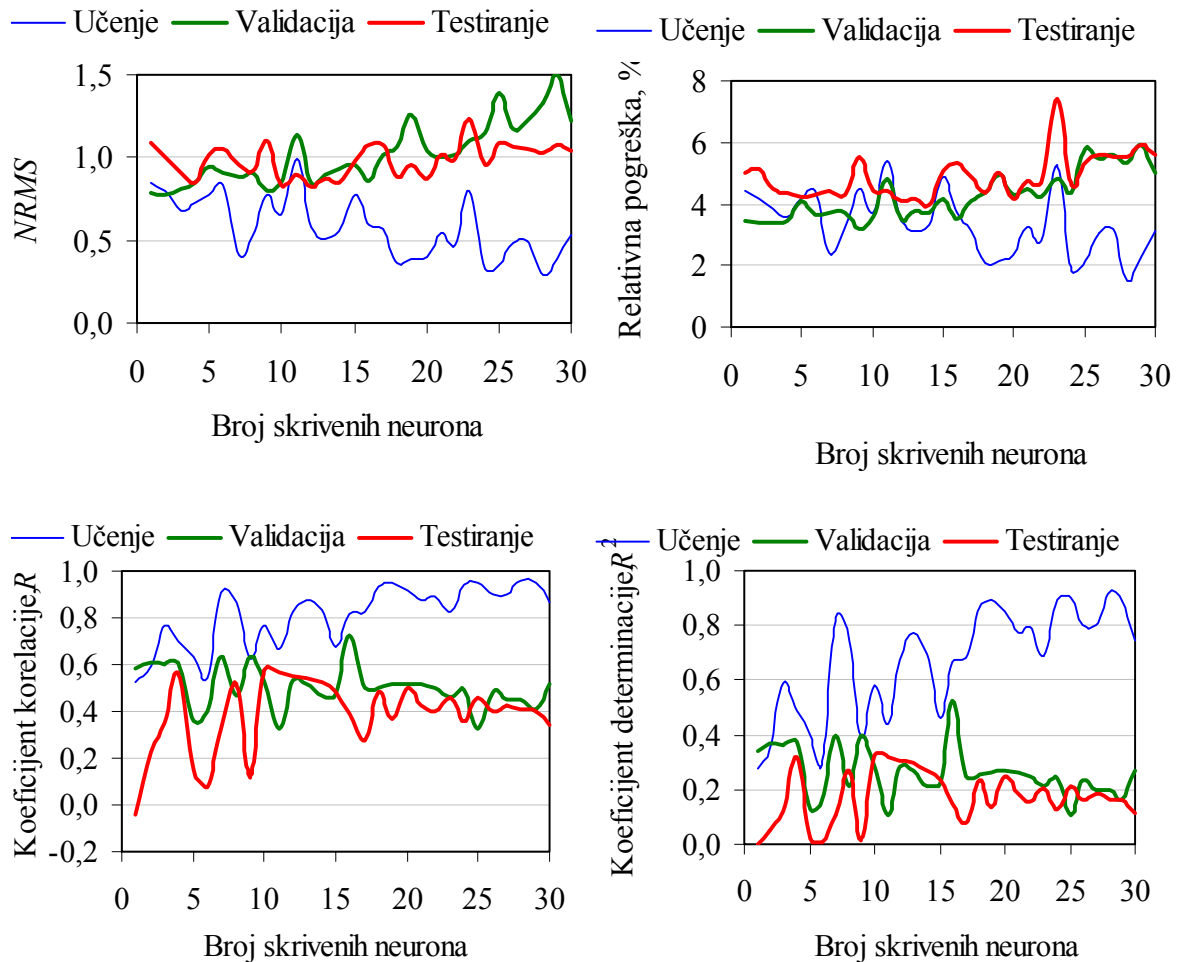 Učenje Validacija Testiranje
NRMS
1,5
1,0
0,5
0,0
0 5 10 15 20 25 30
Broj skrivenih neurona
Učenje Validacija Testiranje
Relativna pogreška, %
8
6
4
2
0
0 5 10 15 20 25 30
Broj skrivenih neurona
Učenje Validacija Testiranje
Koeficijent korelacije, R
1,0
0,8
0,6
0,4
0,2
0,0
-0,2
0 5 10 15 20 25 30
Broj skrivenih neurona
Učenje Validacija Testiranje
Koeficijent determinacije, R²
1,0
0,8
0,6
0,4
0,2
0,0
0 5 10 15 20 25 30
Broj skrivenih neurona